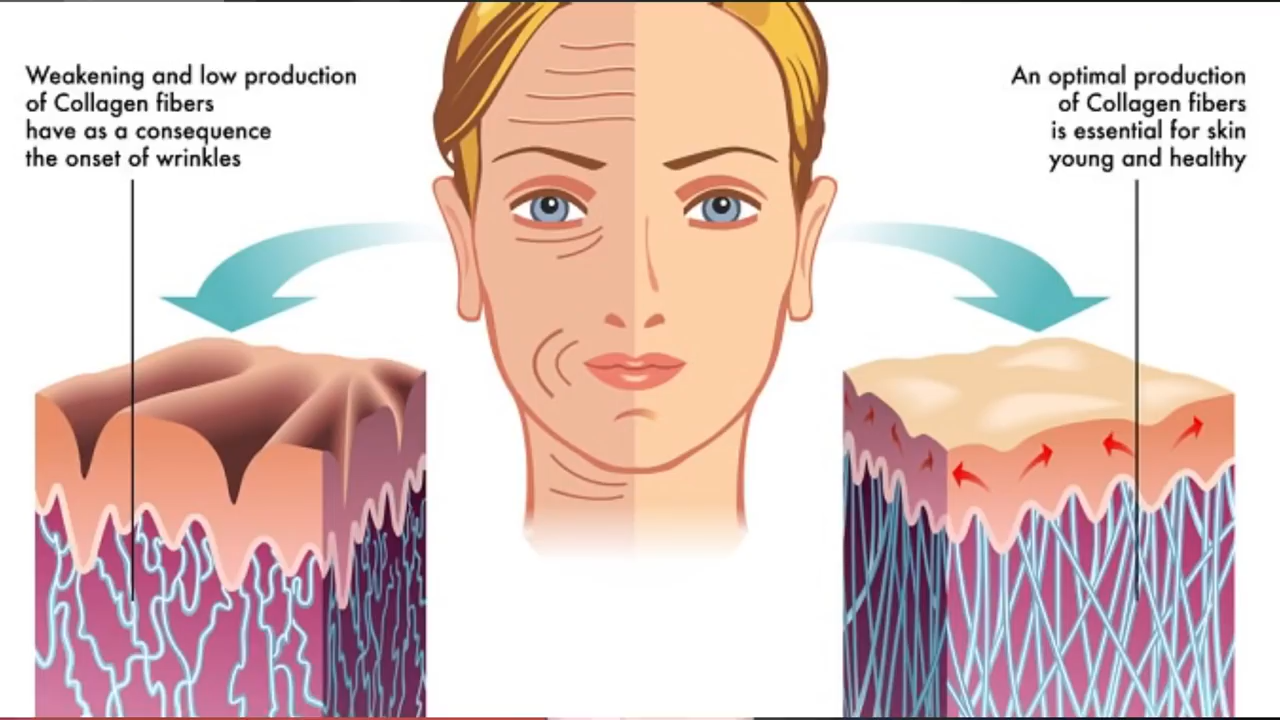 Weakening and low production
of Collagen fibers
have as a consequence
the onset of wrinkles
An optimal production
of Collagen fibers
is essential for skin
young and healthy